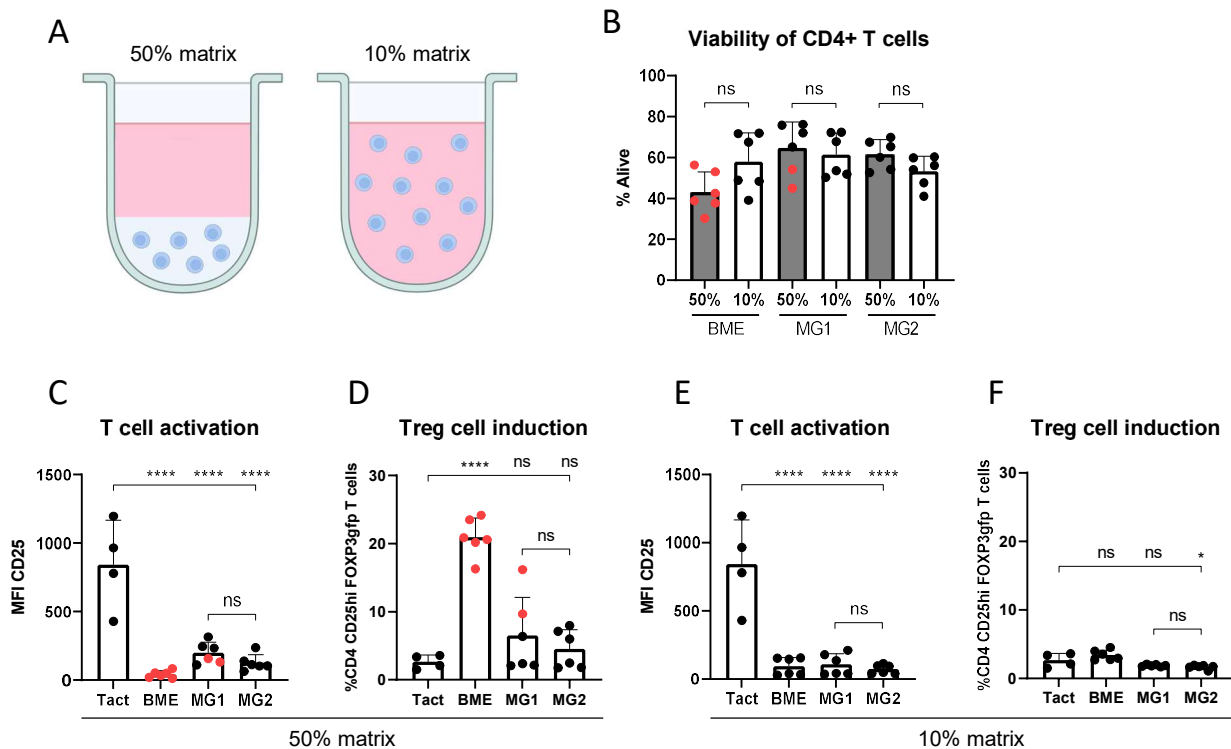 A
50% matrix
10% matrix
B
Viability of CD4+ T cells
% Alive
100
80
60
40
20
0
ns
ns
ns
50%
10%
50%
10%
50%
10%
BME
MG1
MG2
C
T cell activation
MFI CD25
1500
1000
500
0
****
****
****
ns
Tact
BME
MG1
MG2
D
Treg cell induction
%CD4 CD25hi FOXP3gfp T cells
30
20
10
0
****
ns
ns
ns
Tact
BME
MG1
MG2
50% matrix
E
T cell activation
MFI CD25
1500
1000
500
0
****
****
****
ns
Tact
BME
MG1
MG2
F
Treg cell induction
%CD4 CD25hi FOXP3gfp T cells
30
20
10
0
ns
ns
*
ns
Tact
BME
MG1
MG2
10% matrix